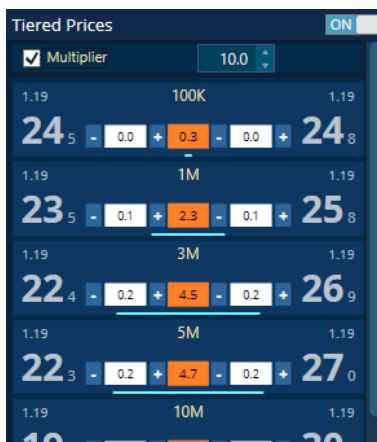 Tiered Prices ON
Multiplier 10.0
1.19 100K 1.19
24 5 - 0.0 + 0.3 - 0.0 + 24 8
1.19 1M 1.19
23 5 - 0.1 + 2.3 - 0.1 + 25 8
1.19 3M 1.19
22 4 - 0.2 + 4.5 - 0.2 + 26 9
1.19 5M 1.19
22 3 - 0.2 + 4.7 - 0.2 + 27 0
1.19 10M 1.19